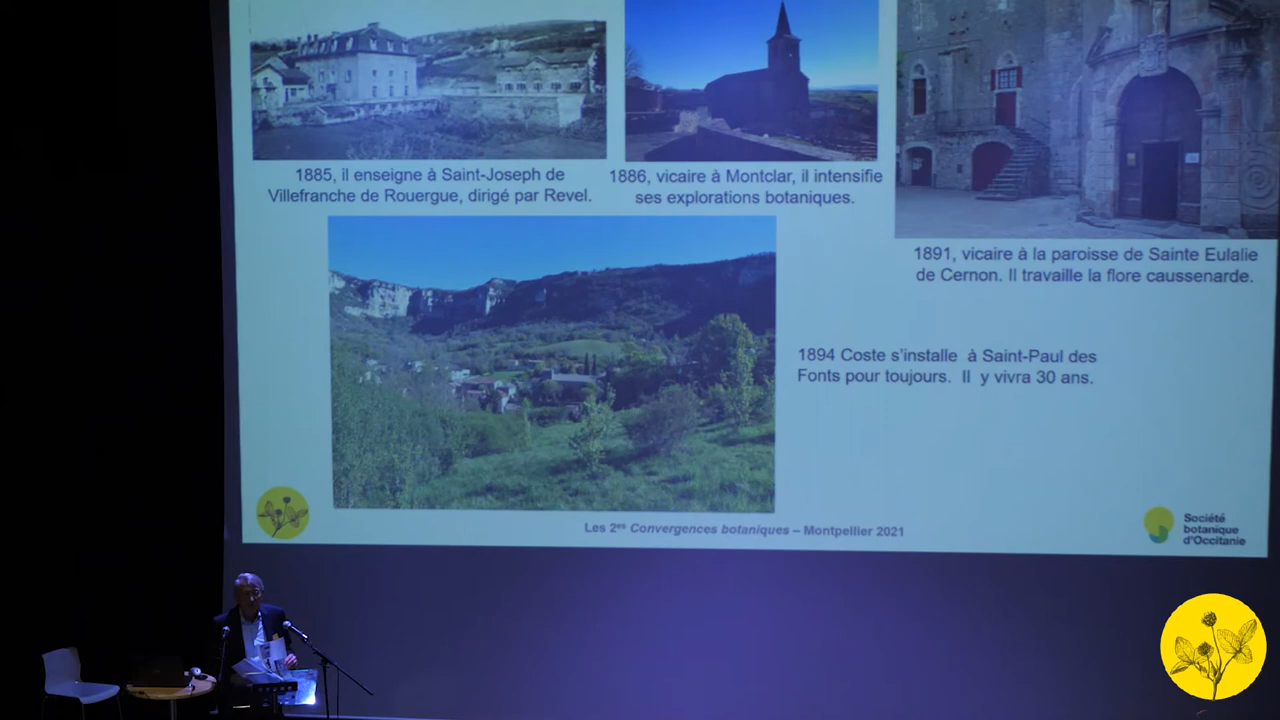 1885, il enseigne à Saint-Joseph de
Villefranche de Rouergue, dirigé par Revel.
1886, vicaire à Montclar, il intensifie
ses explorations botaniques.
1891, vicaire à la paroisse de Sainte Eulalie
de Cernon. Il travaille la flore caussenarde.
1894 Coste s'installe à Saint-Paul des
Fonts pour toujours. Il y vivra 30 ans.
Les 2es Convergences botaniques – Montpellier 2021
Société
botanique
d'Occitanie